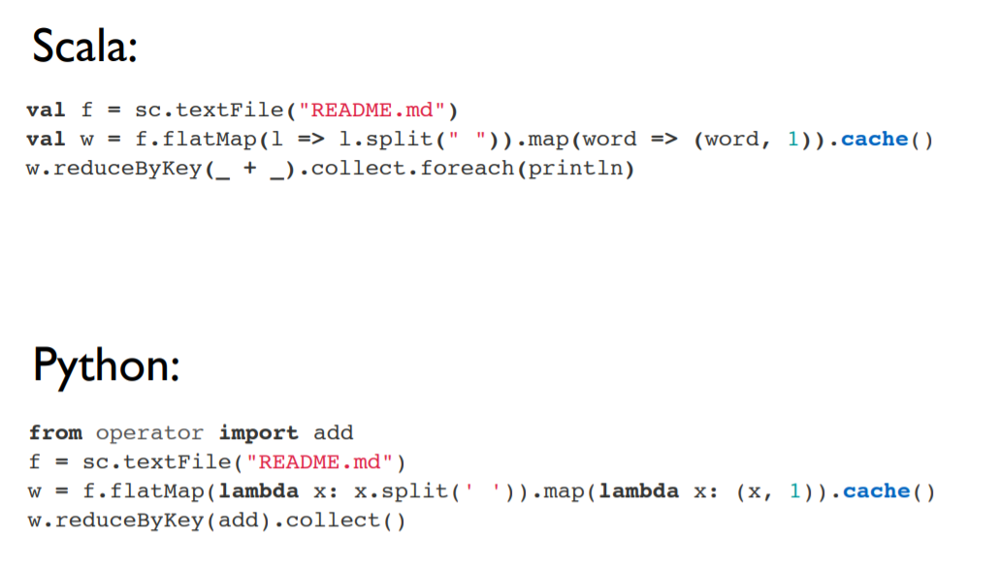 Scala:
val f = sc.textFile("README.md")
val w = f.flatMap(l => l.split(" ")).map(word => (word, 1)).cache()
w.reduceByKey(_ + _).collect.foreach(println)
Python:
from operator import add
f = sc.textFile("README.md")
w = f.flatMap(lambda x: x.split(' ')).map(lambda x: (x, 1)).cache()
w.reduceByKey(add).collect()